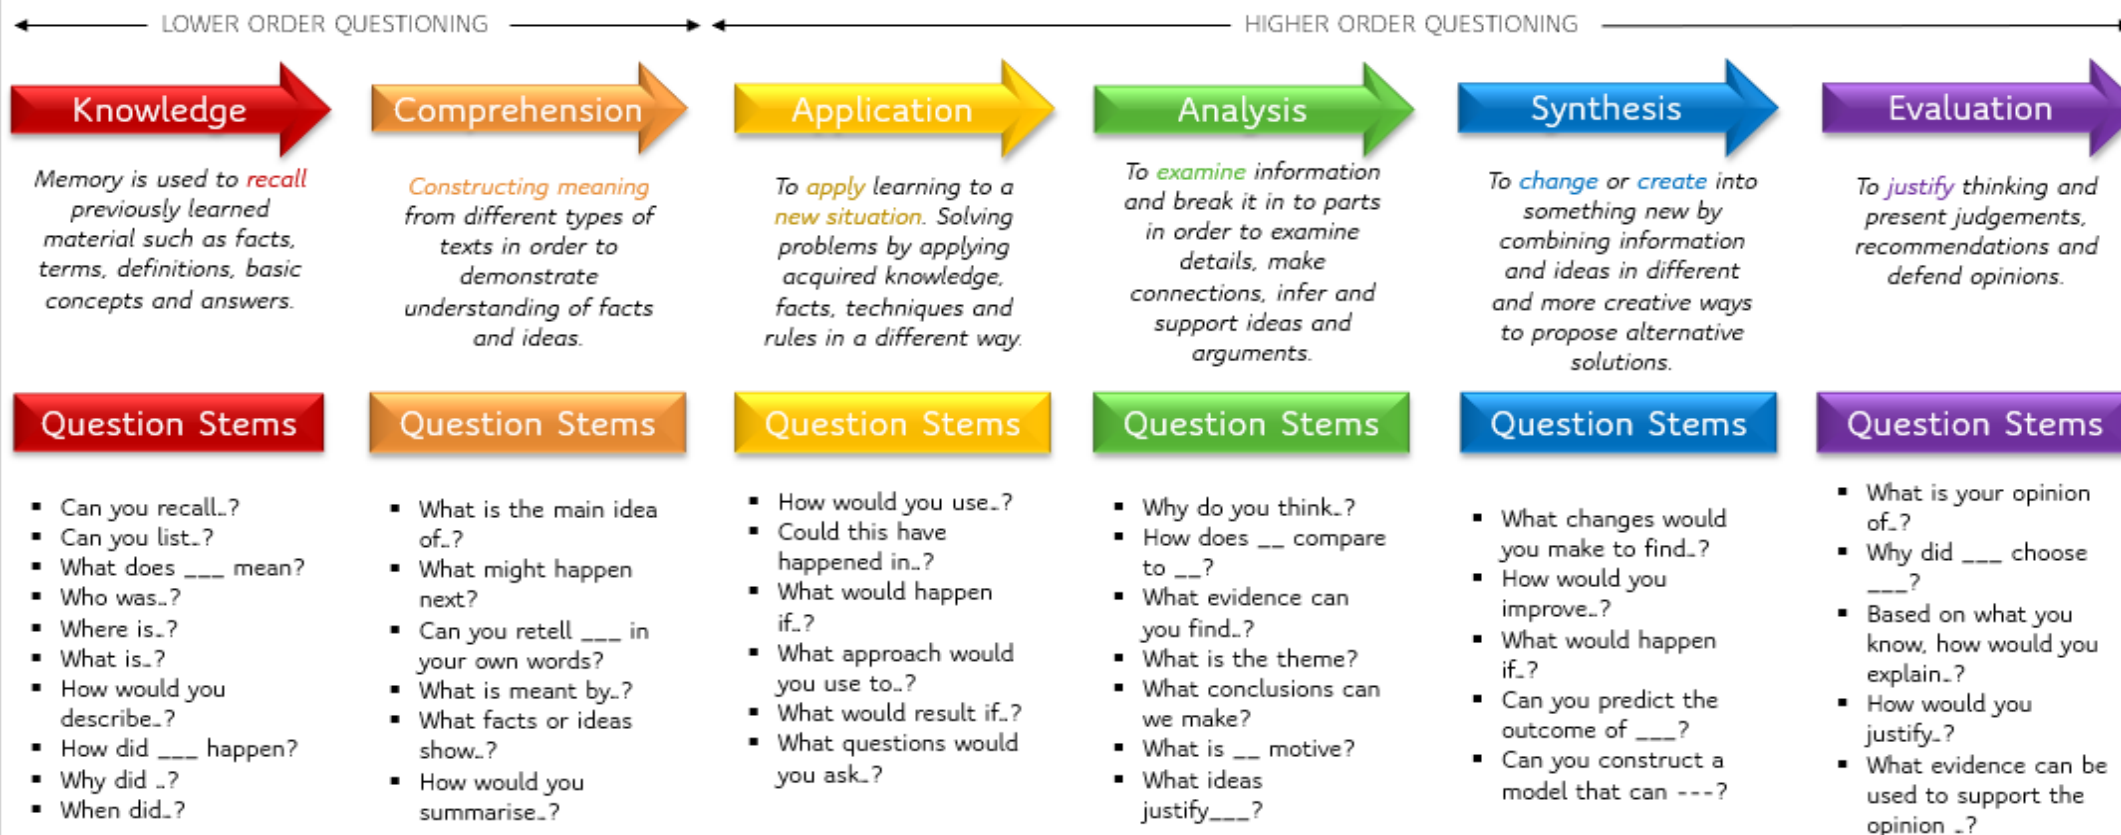 LOWER ORDER QUESTIONING
HIGHER ORDER QUESTIONING
Knowledge
Memory is used to recall
previously learned
material such as facts,
terms, definitions, basic
concepts and answers.
Question Stems
▪ Can you recall…?
▪ Can you list…?
▪ What does ___ mean?
▪ Who was…?
▪ Where is…?
▪ What is…?
▪ How would you
describe…?
▪ How did ___ happen?
▪ Why did …?
▪ When did…?
Comprehension
Constructing meaning
from different types of
texts in order to
demonstrate
understanding of facts
and ideas.
Question Stems
▪ What is the main idea
of…?
▪ What might happen
next?
▪ Can you retell ___ in
your own words?
▪ What is meant by…?
▪ What facts or ideas
show…?
▪ How would you
summarise…?
Application
To apply learning to a
new situation. Solving
problems by applying
acquired knowledge,
facts, techniques and
rules in a different way.
Question Stems
▪ How would you use…?
▪ Could this have
happened in…?
▪ What would happen
if…?
▪ What approach would
you use to…?
▪ What would result if…?
▪ What questions would
you ask…?
Analysis
To examine information
and break it in to parts
in order to examine
details, make
connections, infer and
support ideas and
arguments.
Question Stems
▪ Why do you think…?
▪ How does __ compare
to __?
▪ What evidence can
you find…?
▪ What is the theme?
▪ What conclusions can
we make?
▪ What is __ motive?
▪ What ideas
justify___?
Synthesis
To change or create into
something new by
combining information
and ideas in different
and more creative ways
to propose alternative
solutions.
Question Stems
▪ What changes would
you make to find…?
▪ How would you
improve…?
▪ What would happen
if…?
▪ Can you predict the
outcome of ___?
▪ Can you construct a
model that can ---?
Evaluation
To justify thinking and
present judgements,
recommendations and
defend opinions.
Question Stems
▪ What is your opinion
of…?
▪ Why did ___ choose
___?
▪ Based on what you
know, how would you
explain…?
▪ How would you
justify…?
▪ What evidence can be
used to support the
opinion …?